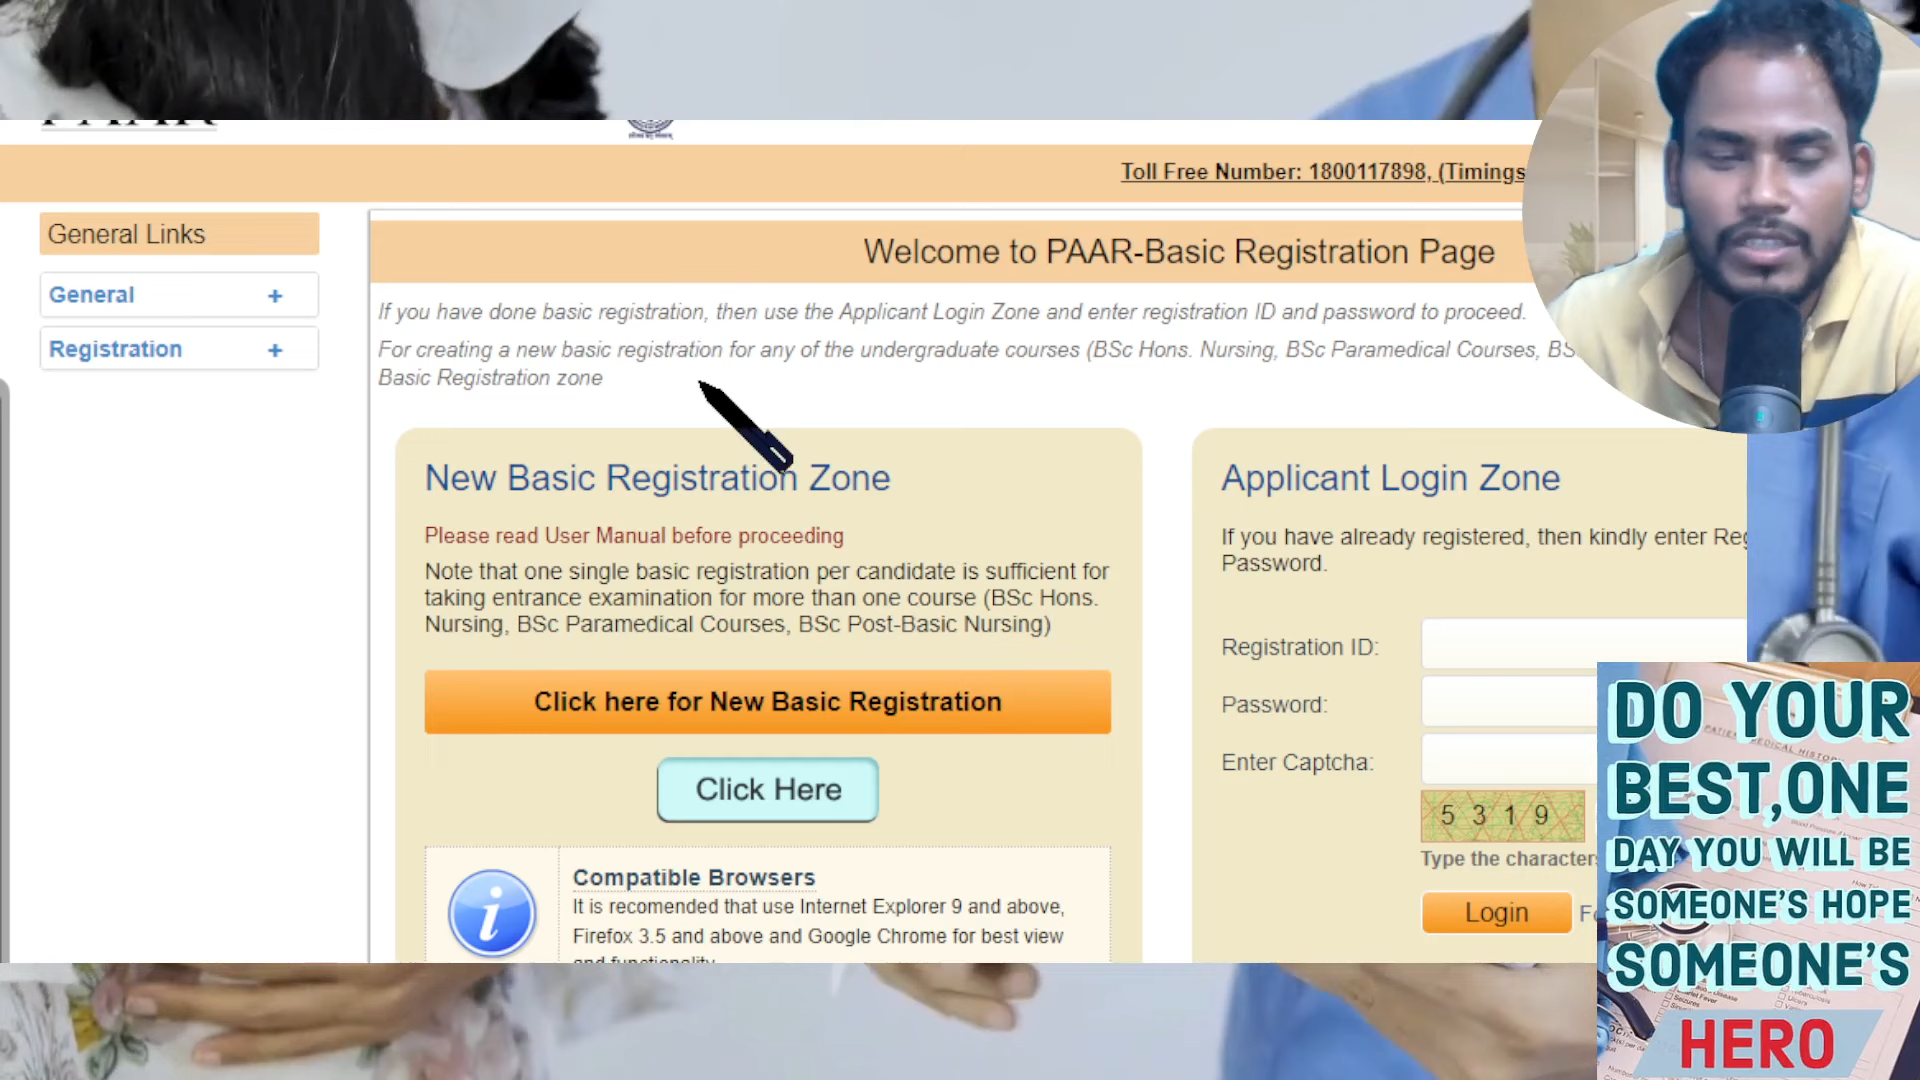 PAAR
Toll Free Number: 1800117898, (Timings
General Links
General +
Registration +
Welcome to PAAR-Basic Registration Page
If you have done basic registration, then use the Applicant Login Zone and enter registration ID and password to proceed.
For creating a new basic registration for any of the undergraduate courses (BSc Hons. Nursing, BSc Paramedical Courses, BS
Basic Registration zone
New Basic Registration Zone
Please read User Manual before proceeding
Note that one single basic registration per candidate is sufficient for
taking entrance examination for more than one course (BSc Hons.
Nursing, BSc Paramedical Courses, BSc Post-Basic Nursing)
Click here for New Basic Registration
Click Here
Compatible Browsers
It is recomended that use Internet Explorer 9 and above,
Firefox 3.5 and above and Google Chrome for best view
and functionality
Applicant Login Zone
If you have already registered, then kindly enter Reg
Password.
Registration ID:
Password:
Enter Captcha:
5 3 1 9
Type the characters
Login
DO YOUR
BEST,ONE
DAY YOU WILL BE
SOMEONE'S HOPE
SOMEONE'S
HERO